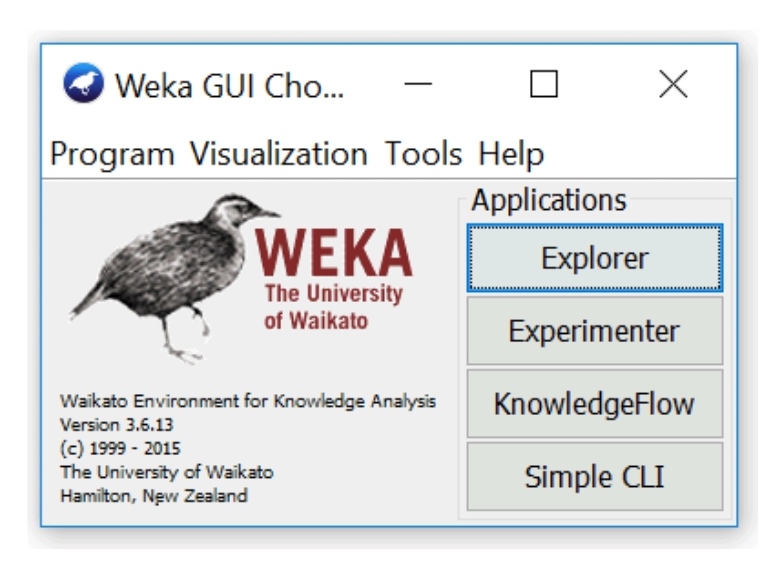 Weka GUI Cho...
Program Visualization Tools Help
WEKA
The University
of Waikato
Waikato Environment for Knowledge Analysis
Version 3.6.13
(c) 1999 - 2015
The University of Waikato
Hamilton, New Zealand
Applications
Explorer
Experimenter
KnowledgeFlow
Simple CLI